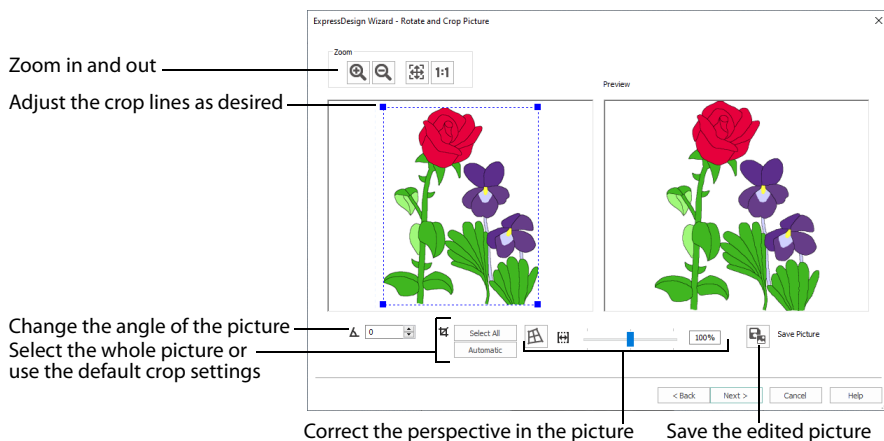 ExpressDesign Wizard - Rotate and Crop Picture
Zoom
Zoom in and out
1:1
Preview
Adjust the crop lines as desired
Change the angle of the picture
0
Select All
100%
Save Picture
Select the whole picture or
Automatic
use the default crop settings
< Back
Next >
Cancel
Help
Correct the perspective in the picture
Save the edited picture